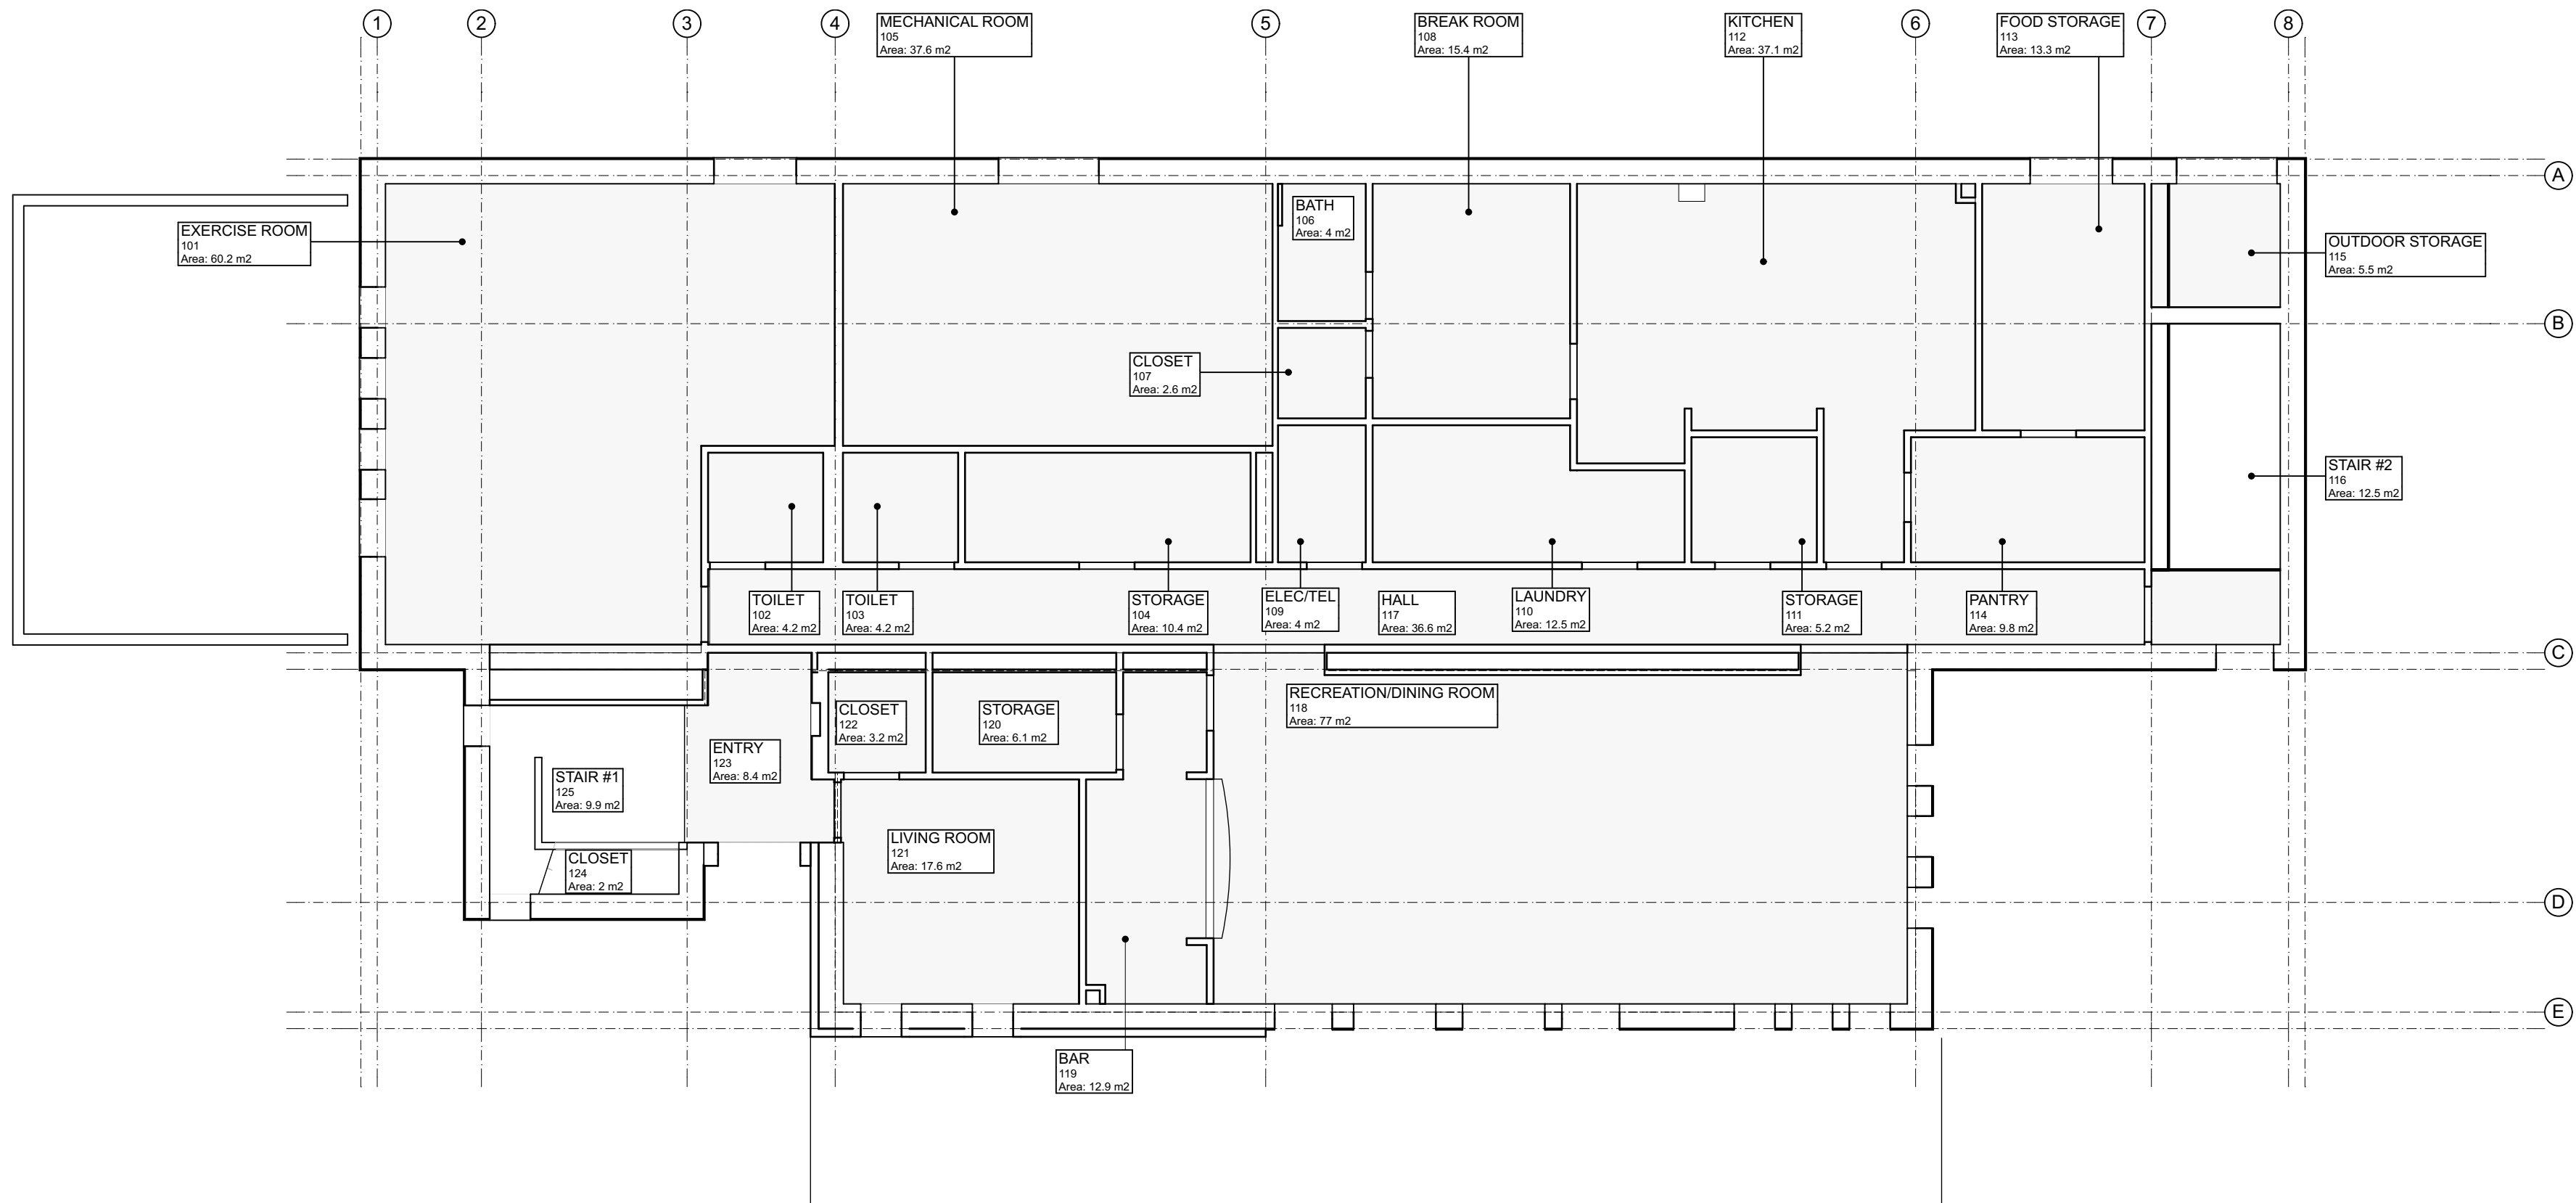 1
2
3
4
5
6
7
8
MECHANICAL ROOM
105
Area: 37.6 m2
BREAK ROOM
108
Area: 15.4 m2
KITCHEN
112
Area: 37.1 m2
FOOD STORAGE
113
Area: 13.3 m2
A
EXERCISE ROOM
101
Area: 60.2 m2
BATH
106
Area: 4 m2
OUTDOOR STORAGE
115
Area: 5.5 m2
B
CLOSET
107
Area: 2.6 m2
STAIR #2
116
Area: 12.5 m2
TOILET
102
Area: 4.2 m2
TOILET
103
Area: 4.2 m2
STORAGE
104
Area: 10.4 m2
ELEC/TEL
109
Area: 4 m2
HALL
117
Area: 36.6 m2
LAUNDRY
110
Area: 12.5 m2
STORAGE
111
Area: 5.2 m2
PANTRY
114
Area: 9.8 m2
C
RECREATION/DINING ROOM
118
Area: 77 m2
CLOSET
122
Area: 3.2 m2
STORAGE
120
Area: 6.1 m2
ENTRY
123
Area: 8.4 m2
STAIR #1
125
Area: 9.9 m2
LIVING ROOM
121
Area: 17.6 m2
CLOSET
124
Area: 2 m2
D
E
BAR
119
Area: 12.9 m2